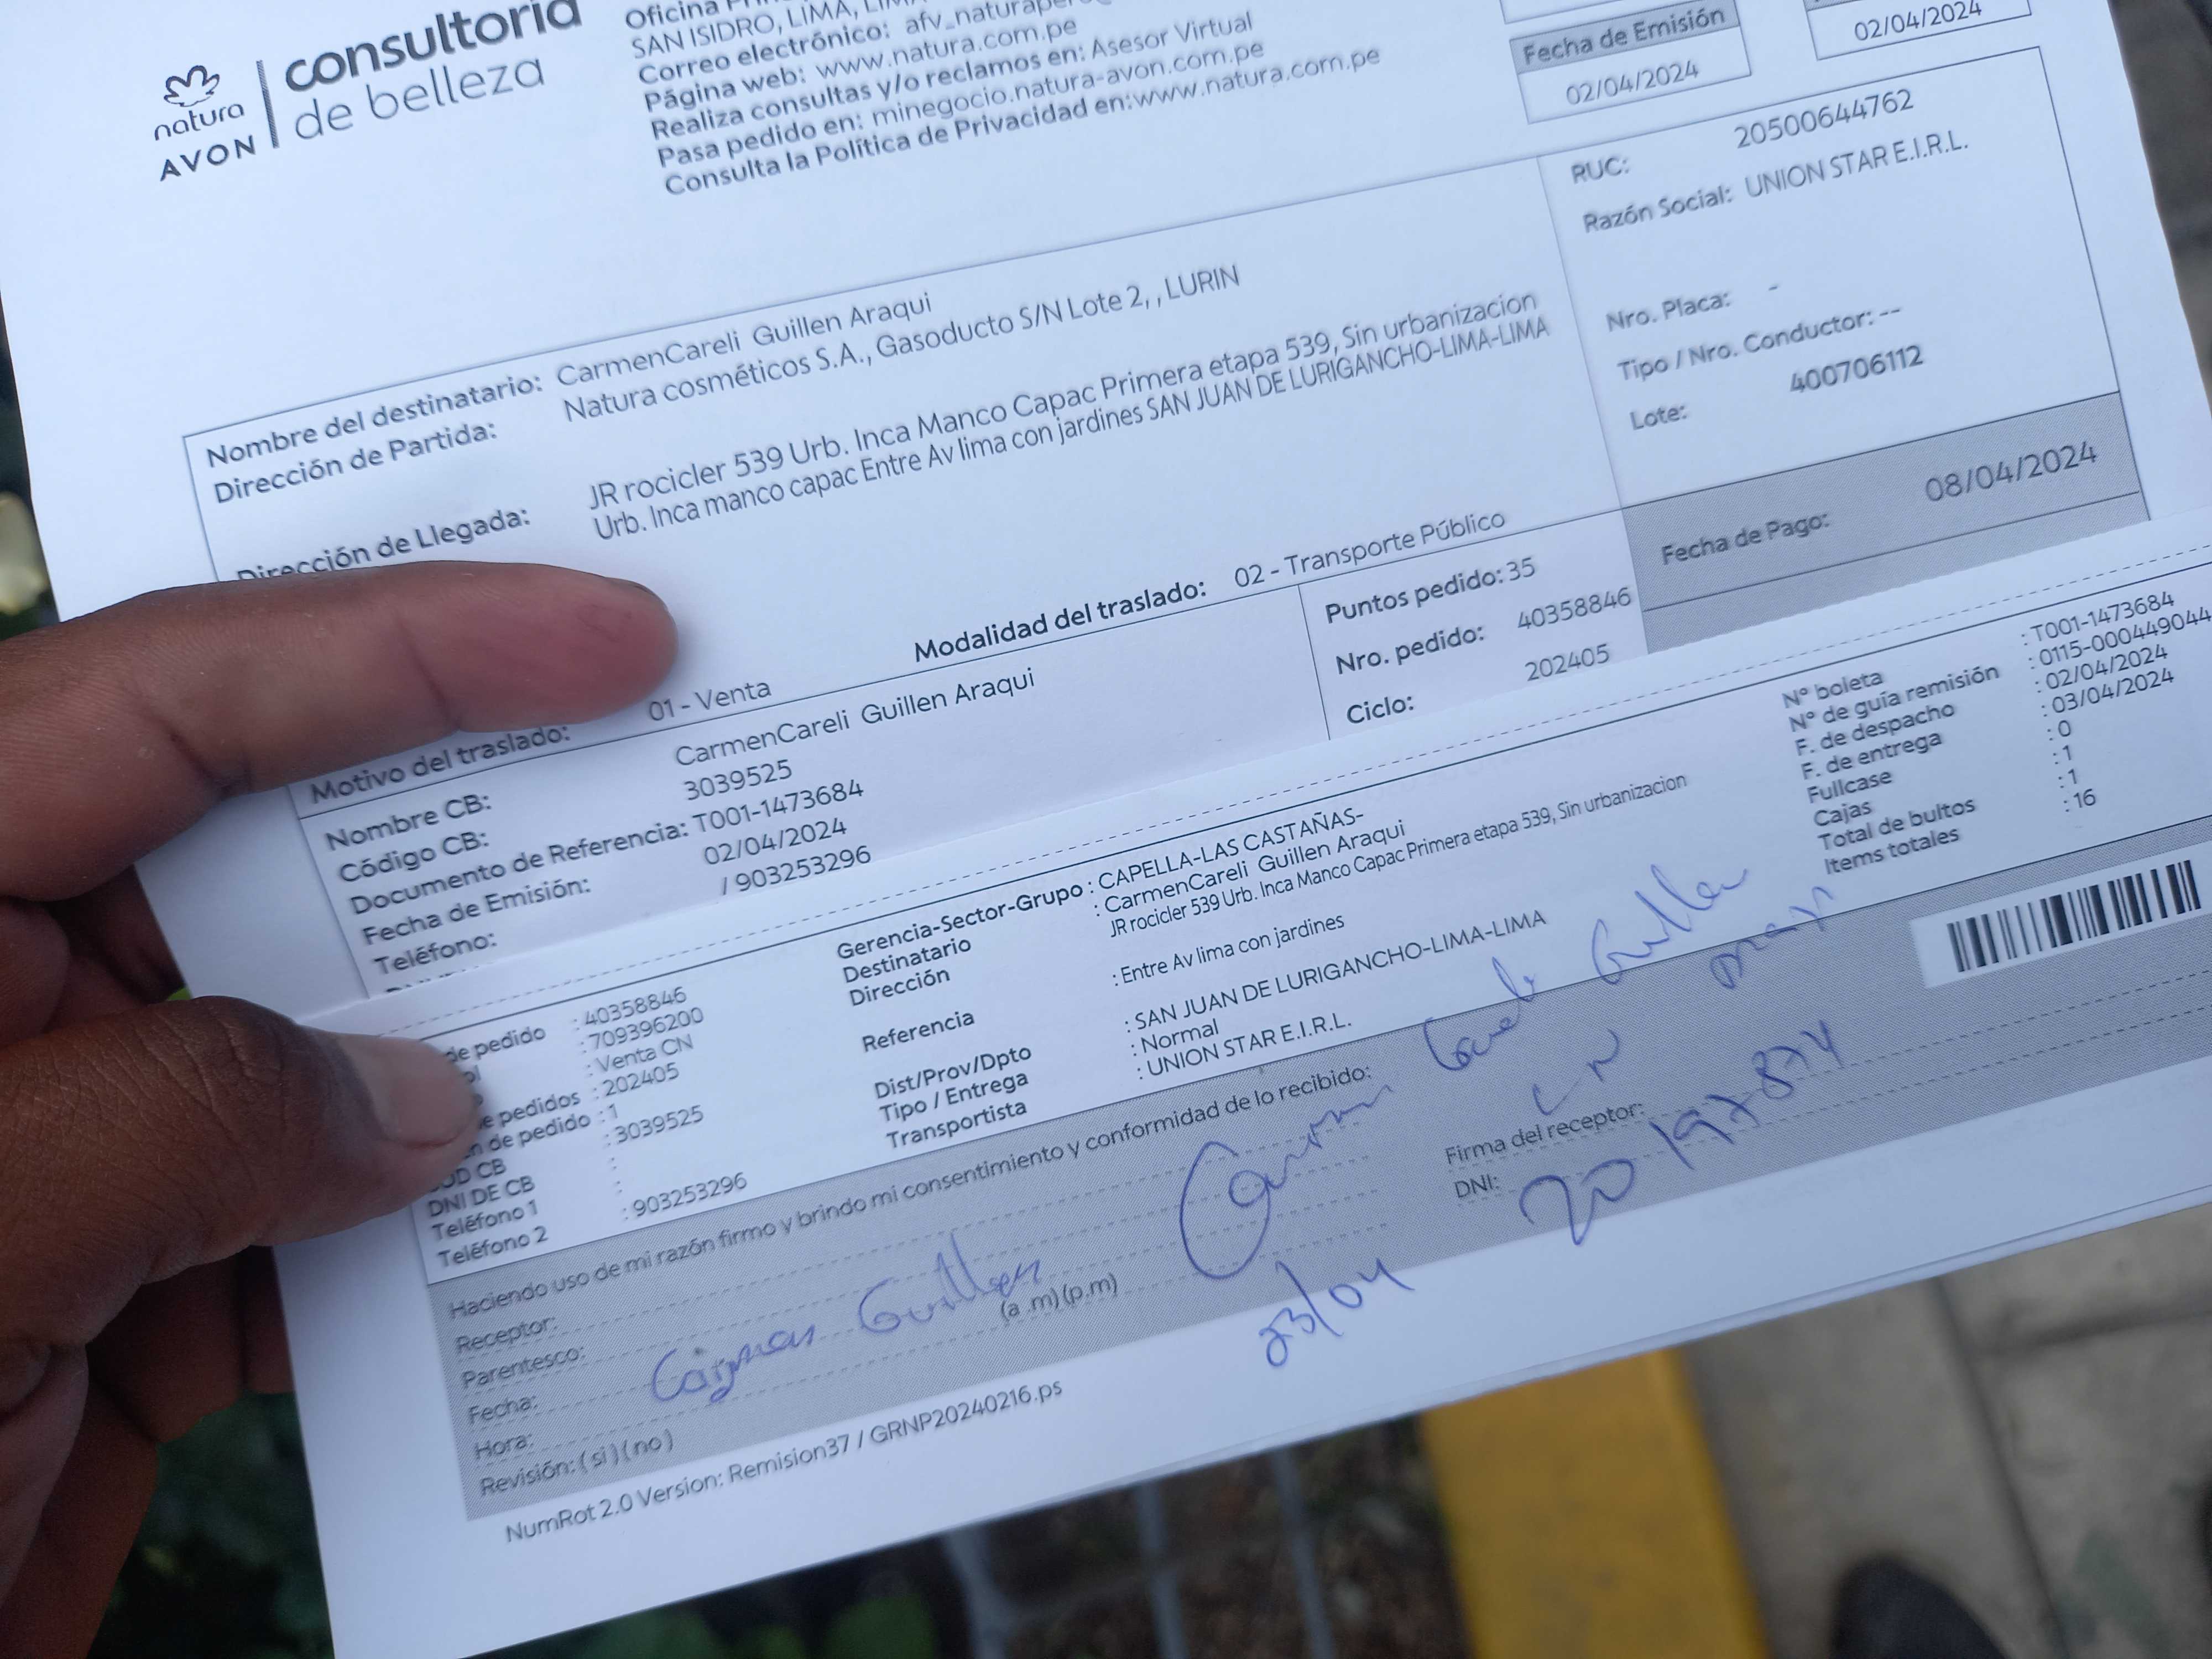 natura
AVON
consultoría
de belleza
Oficina
SAN ISIDRO, LIMA,
Correo electrónico:
Página web: www.natura.com.pe
Realiza consultas y/o reclamos en: Asesor Virtual
Pasa pedido en: minegocio.natura-avon.com.pe
Consulta la Política de Privacidad en:www.natura.com.pe
Fecha de Emisión
02/04/2024
02/04/2024
RUC: 20500644762
Razón Social: UNION STAR E.I.R.L.
Nro. Placa: -
Tipo / Nro. Conductor: --
Lote: 400706112
Fecha de Pago: 08/04/2024
Nombre del destinatario: CarmenCareli Guillen Araqui
Dirección de Partida: Natura cosméticos S.A., Gasoducto S/N Lote 2, , LURIN
Dirección de Llegada: JR rocicler 539 Urb. Inca Manco Capac Primera etapa 539, Sin urbanizacion
Urb. Inca manco capac Entre Av lima con jardines SAN JUAN DE LURIGANCHO-LIMA-LIMA
Motivo del traslado: 01 - Venta
Modalidad del traslado: 02 - Transporte Público
Nombre CB: CarmenCareli Guillen Araqui
Código CB: 3039525
Documento de Referencia: T001-1473684
Fecha de Emisión: 02/04/2024
Teléfono: / 903253296
Puntos pedido: 35
Nro. pedido: 40358846
Ciclo: 202405
de pedido : 40358846
: 709396200
: Venta CN
de pedidos : 202405
de pedido : 1
COD CB : 3039525
DNI DE CB :
Teléfono 1 :
Teléfono 2 : 903253296
Gerencia-Sector-Grupo : CAPELLA-LAS CASTAÑAS-
Destinatario : CarmenCareli Guillen Araqui
Dirección JR rocicler 539 Urb. Inca Manco Capac Primera etapa 539, Sin urbanizacion
Referencia : Entre Av lima con jardines
Dist/Prov/Dpto : SAN JUAN DE LURIGANCHO-LIMA-LIMA
Tipo / Entrega : Normal
Transportista : UNION STAR E.I.R.L.
N° boleta : T001-1473684
N° de guía remisión : 0115-000449044
F. de despacho : 02/04/2024
F. de entrega : 03/04/2024
Fullcase : 0
Cajas : 1
Total de bultos : 1
Items totales : 16
Haciendo uso de mi razón firmo y brindo mi consentimiento y conformidad de lo recibido:
Receptor:
Parentesco:
Fecha:
Hora: (a .m) (p.m)
Revisión: ( si ) ( no )
Carmen Guillen
Guillen
Firma del receptor:
DNI:
NumRot 2.0 Version: Remision37 / GRNP20240216.ps